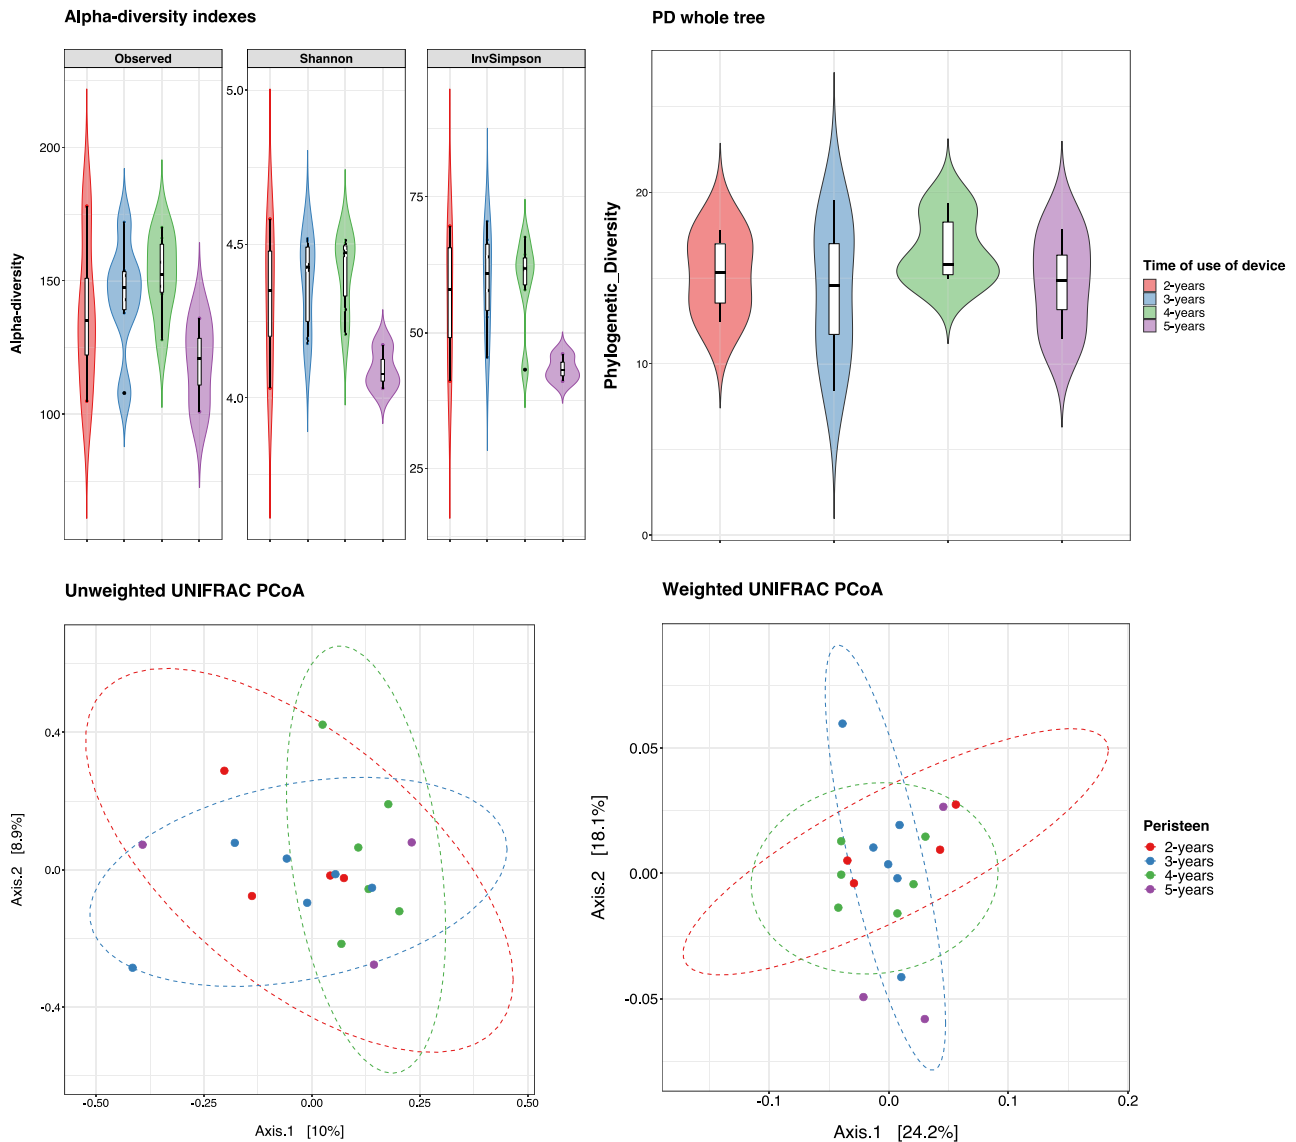 Alpha-diversity indexes
Observed
Shannon
InvSimpson
Alpha-diversity
200
150
100
5.0
4.5
4.0
75
50
25
PD whole tree
Phylogenetic_Diversity
20
10
0
Time of use of device
2-years
3-years
4-years
5-years
Unweighted UNIFRAC PCoA
Axis.2 [8.9%]
0.4
0.0
-0.4
-0.50
-0.25
0.00
0.25
0.50
Axis.1 [10%]
Weighted UNIFRAC PCoA
Axis.2 [18.1%]
0.05
0.00
-0.05
-0.1
0.0
0.1
0.2
Axis.1 [24.2%]
Peristeen
2-years
3-years
4-years
5-years